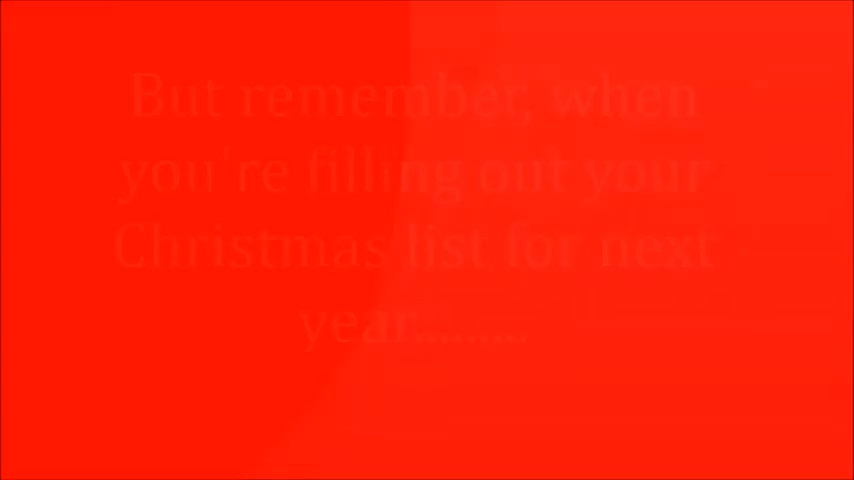 But remember, when
you're filling out your
Christmas list for next
year.........